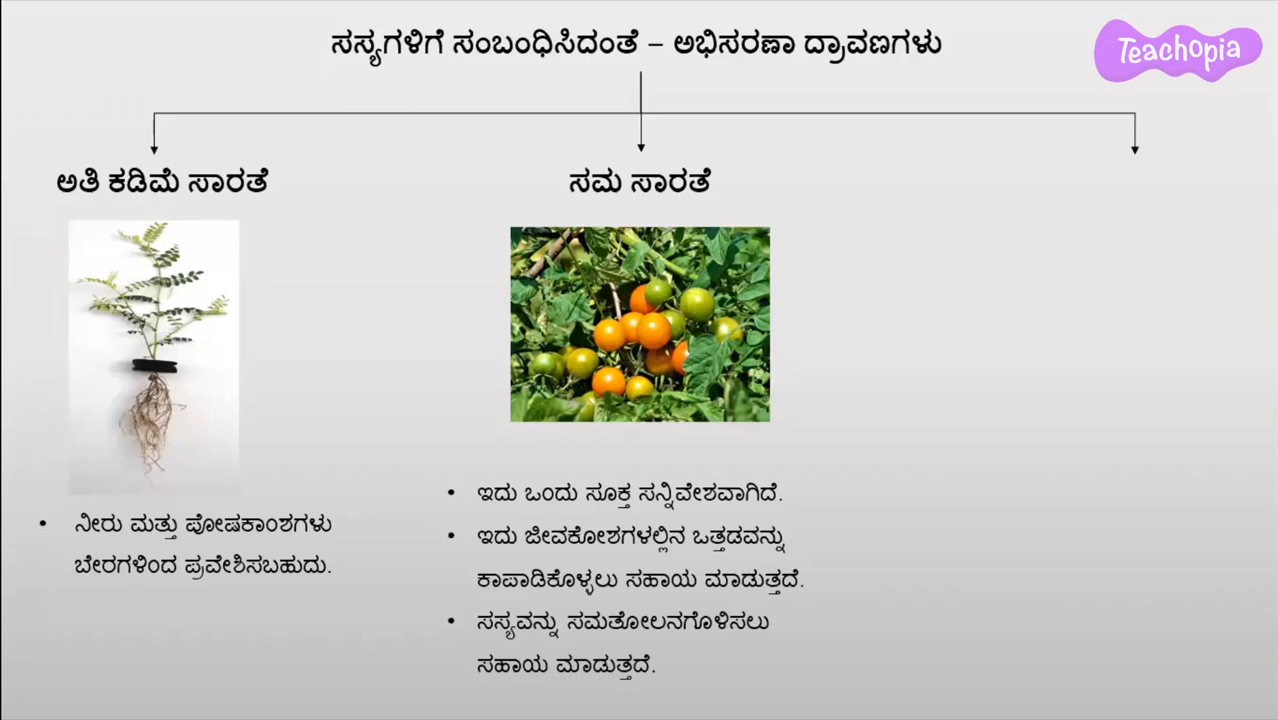 ಸಸ್ಯಗಳಿಗೆ ಸಂಬಂಧಿಸಿದಂತೆ – ಅಭಿಸರಣಾ ದ್ರಾವಣಗಳು
Teachopia
ಅತಿ ಕಡಿಮೆ ಸಾರತೆ
ಸಮ ಸಾರತೆ
• ನೀರು ಮತ್ತು ಪೋಷಕಾಂಶಗಳು
ಬೇರಗಳಿಂದ ಪ್ರವೇಶಿಸಬಹುದು.
• ಇದು ಒಂದು ಸೂಕ್ತ ಸನ್ನಿವೇಶವಾಗಿದೆ.
• ಇದು ಜೀವಕೋಶಗಳಲ್ಲಿನ ಒತ್ತಡವನ್ನು
ಕಾಪಾಡಿಕೊಳ್ಳಲು ಸಹಾಯ ಮಾಡುತ್ತದೆ.
• ಸಸ್ಯವನ್ನು ಸಮತೋಲನಗೊಳಿಸಲು
ಸಹಾಯ ಮಾಡುತ್ತದೆ.